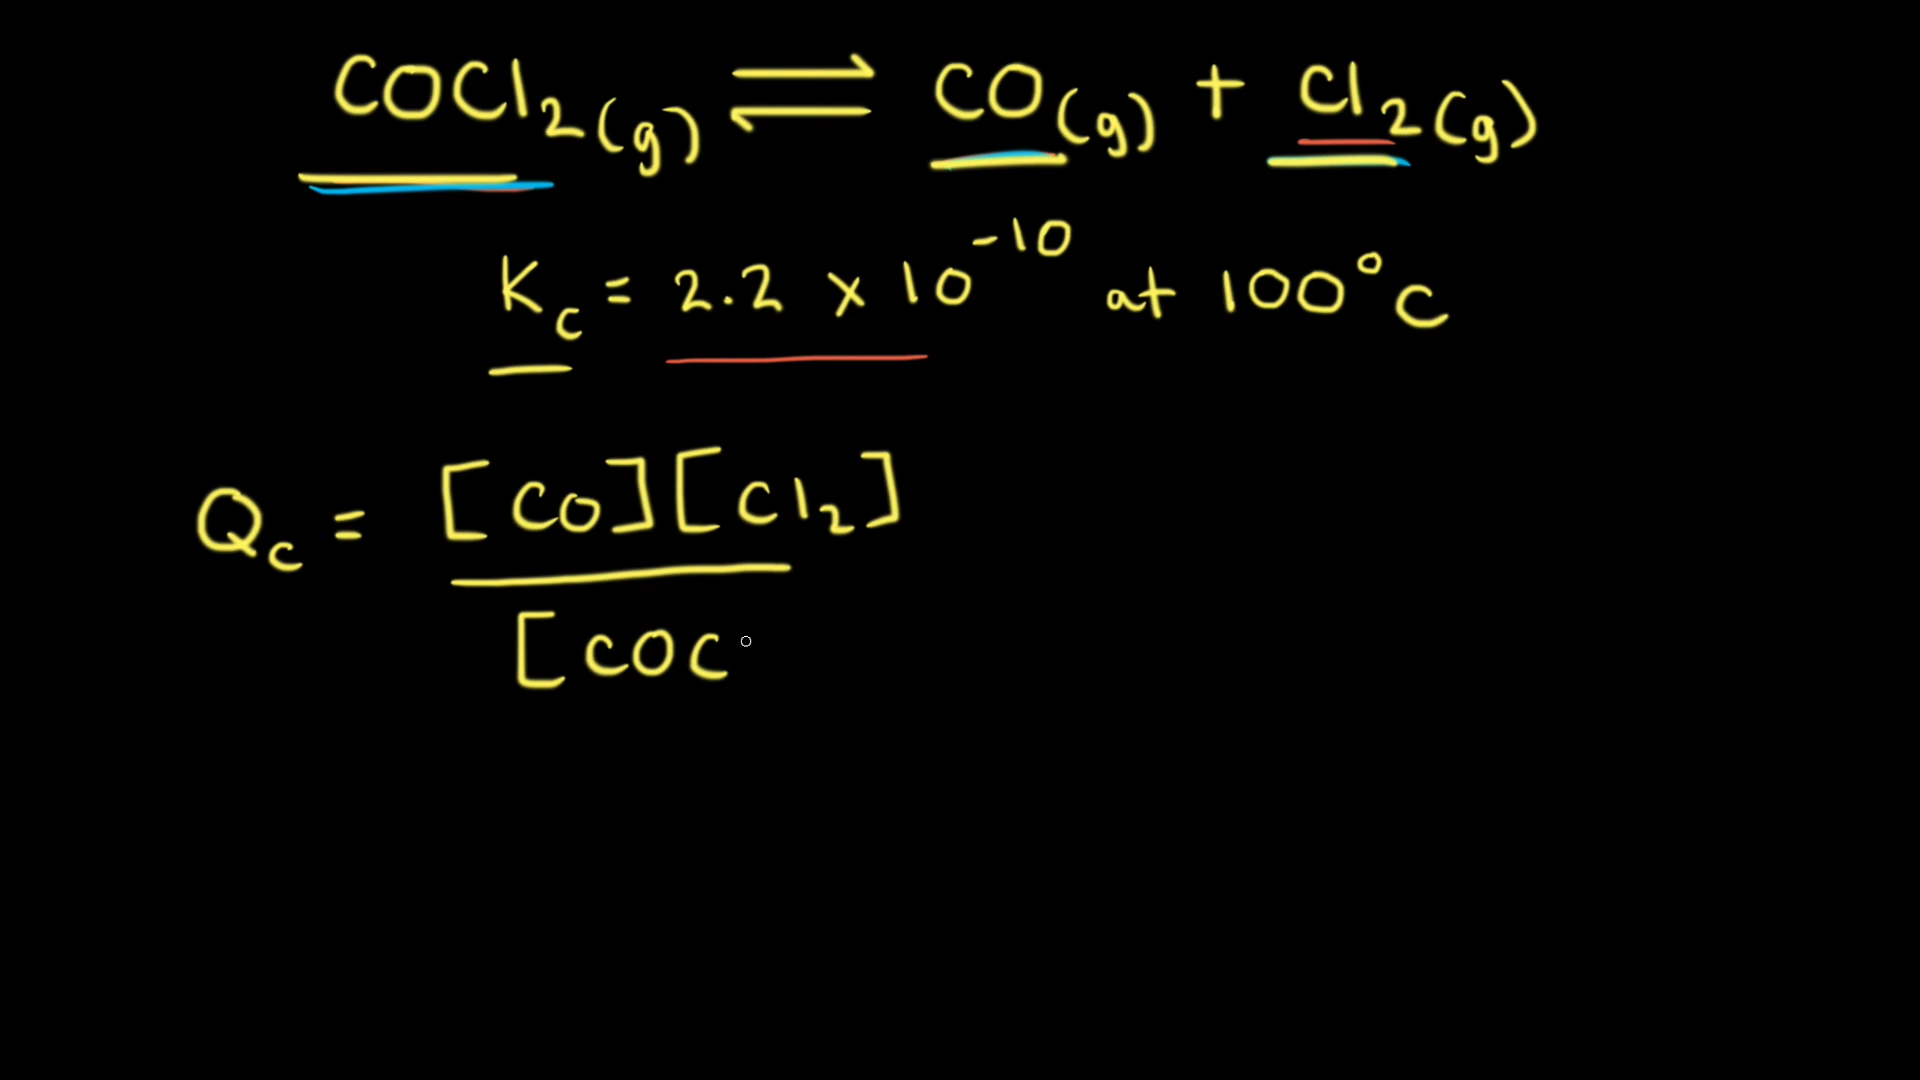 COCl₂(g) ⇌ CO(g) + Cl₂(g)
Kc = 2.2 x 10⁻¹⁰ at 100°C
Qc = [CO][Cl₂]
[COC